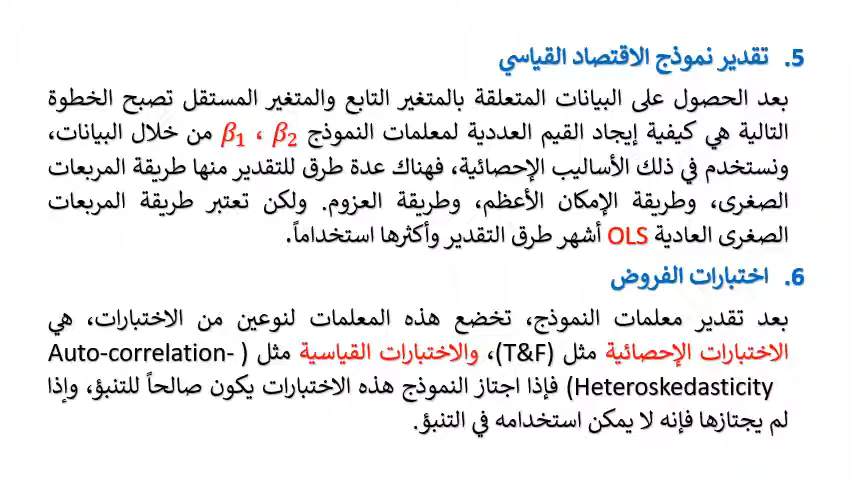 5. تقدير نموذج الاقتصاد القياسي
بعد الحصول على البيانات المتعلقة بالمتغير التابع والمتغير المستقل تصبح الخطوة
التالية هي كيفية إيجاد القيم العددية لمعلمات النموذج β₂ ، β₁ من خلال البيانات،
ونستخدم في ذلك الأساليب الإحصائية، فهناك عدة طرق للتقدير منها طريقة المربعات
الصغرى، وطريقة الإمكان الأعظم، وطريقة العزوم. ولكن تعتبر طريقة المربعات
الصغرى العادية OLS أشهر طرق التقدير وأكثرها استخداماً.
6. اختبارات الفروض
بعد تقدير معلمات النموذج، تخضع هذه المعلمات لنوعين من الاختبارات، هي
الاختبارات الإحصائية مثل (T&F)، والاختبارات القياسية مثل ( Auto-correlation-
Heteroskedasticity) فإذا اجتاز النموذج هذه الاختبارات يكون صالحاً للتنبؤ، وإذا
لم يجتازها فإنه لا يمكن استخدامه في التنبؤ.